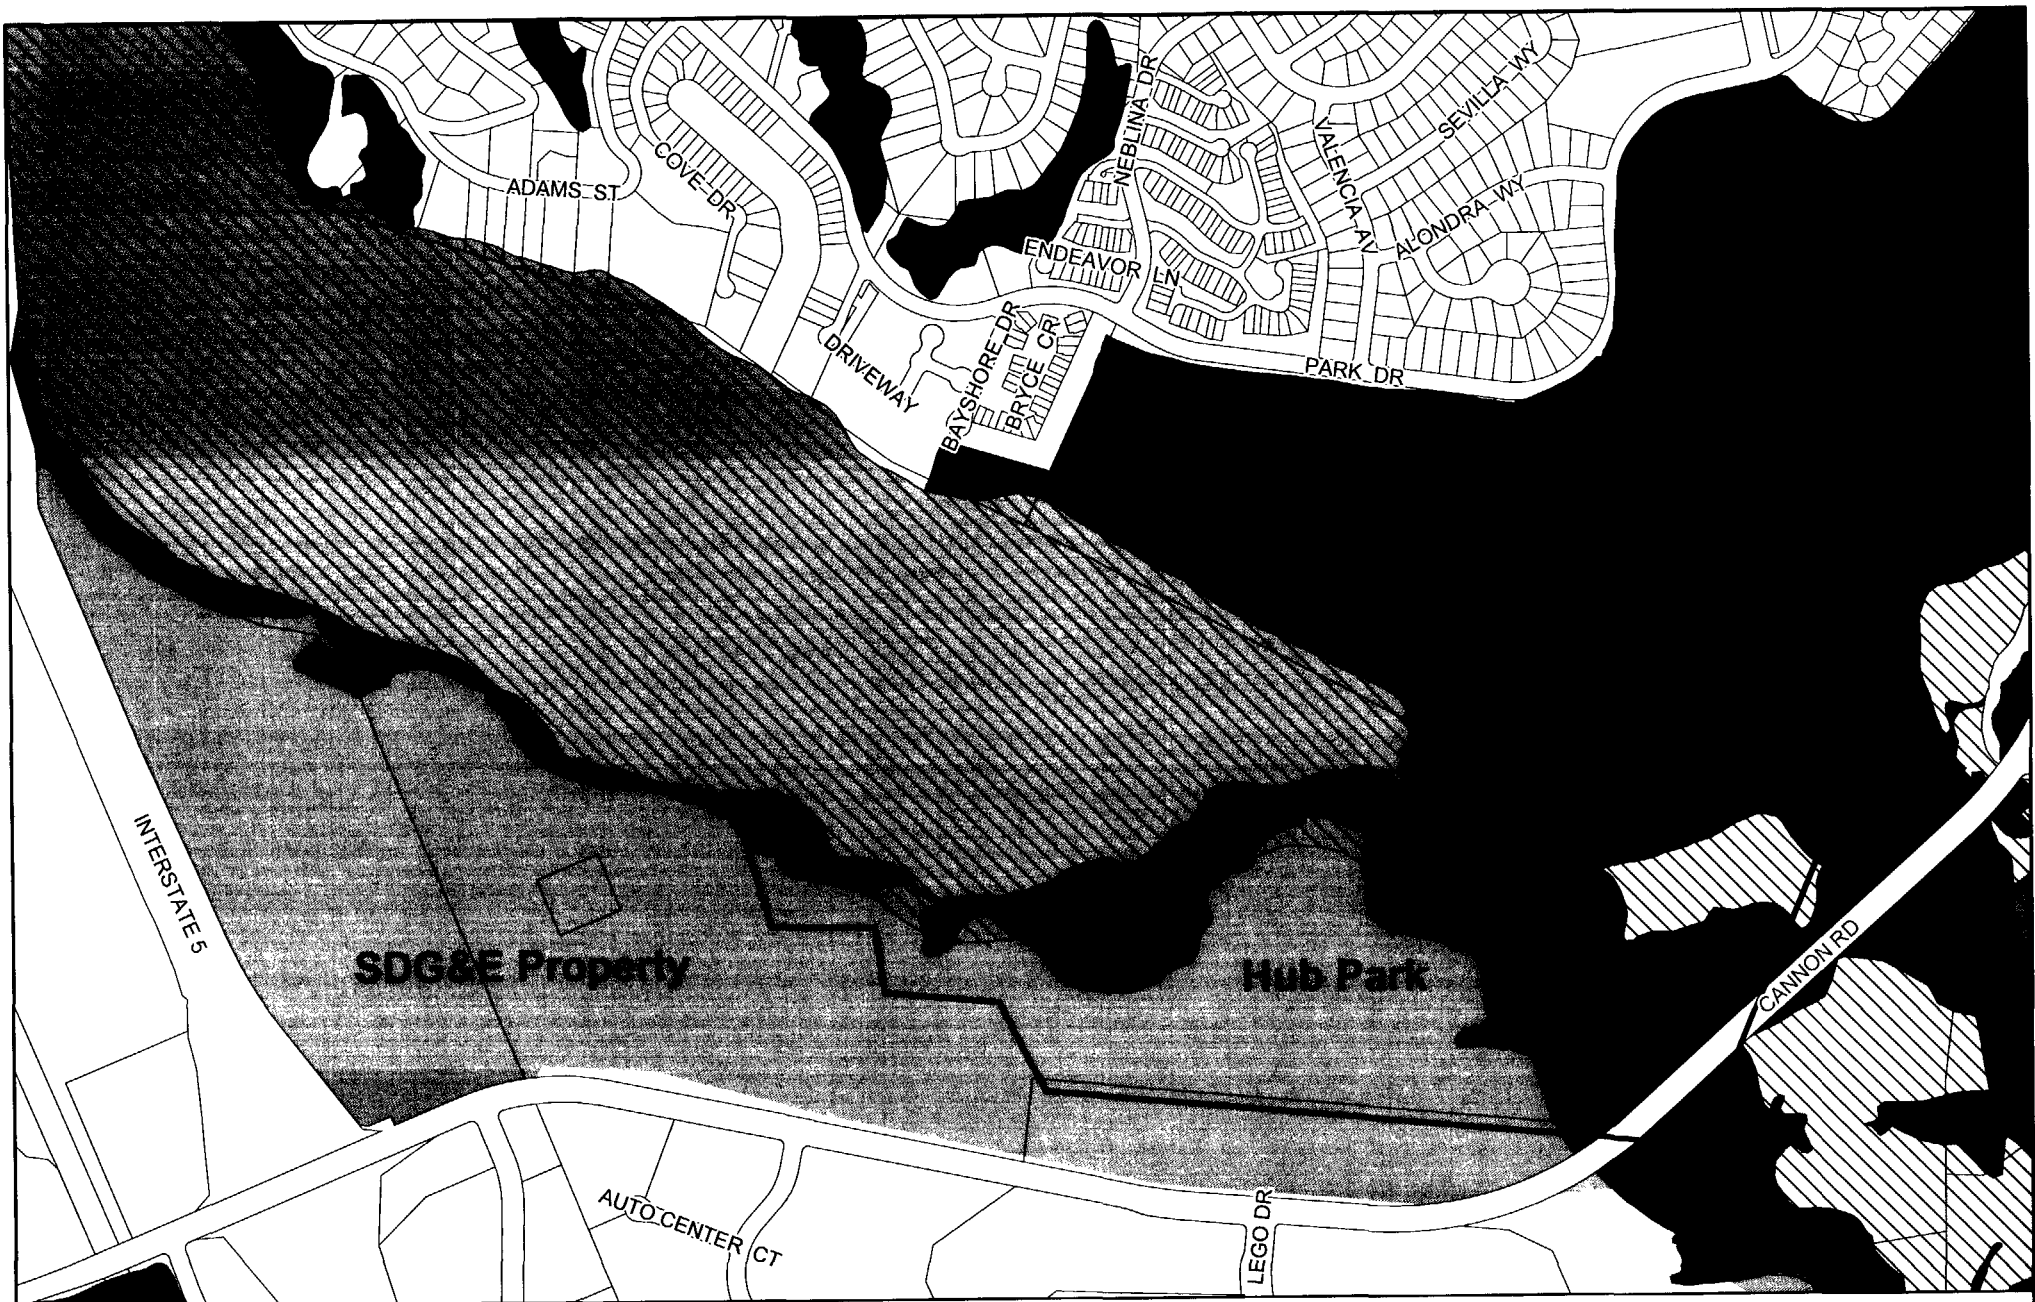 NEBLINA DR
SEVILLA WY
VALENCIA AV
COVE DR
ADAMS ST
ALONDRA WY
ENDEAVOR LN
BAYSHORE DR
BRYCE CR
DRIVEWAY
PARK DR
INTERSTATE 5
SDG&E Property
Hub Park
CANNON RD
AUTO CENTER CT
LEGO DR